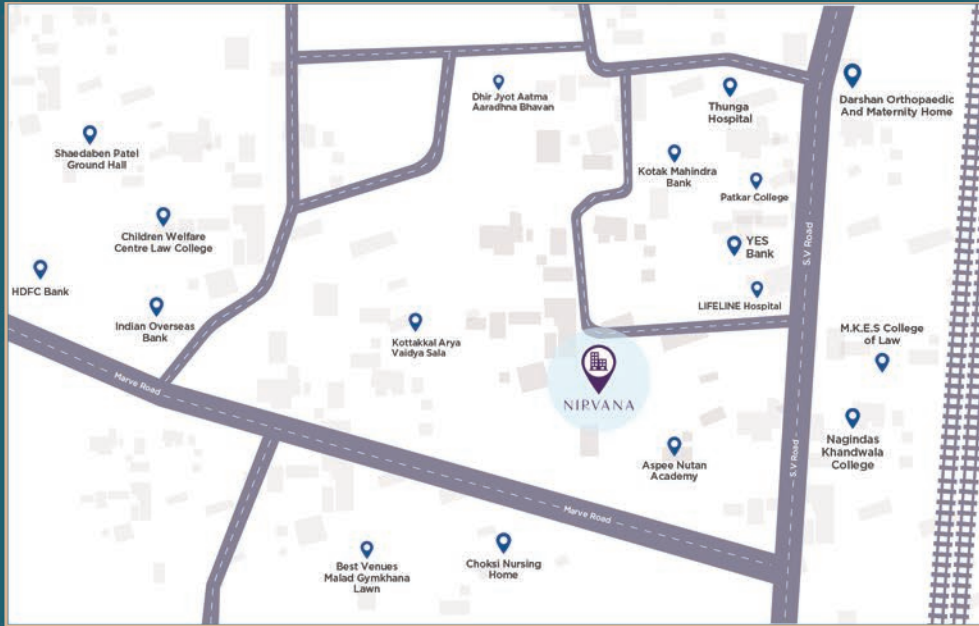 Dhir Jyot Aatma
Aaradhna Bhavan
Thunga
Hospital
Darshan Orthopaedic
And Maternity Home
Shaedaben Patel
Ground Hall
Kotak Mahindra
Bank
Patkar College
Children Welfare
Centre Law College
YES
Bank
S.V Road
HDFC Bank
LIFELINE Hospital
Indian Overseas
Bank
Kottakkal Arya
Vaidya Sala
M.K.E.S College
of Law
Marve Road
NIRVANA
Nagindas
Khandwala
College
Aspee Nutan
Academy
S.V Road
Marve Road
Best Venues
Malad Gymkhana
Lawn
Choksi Nursing
Home